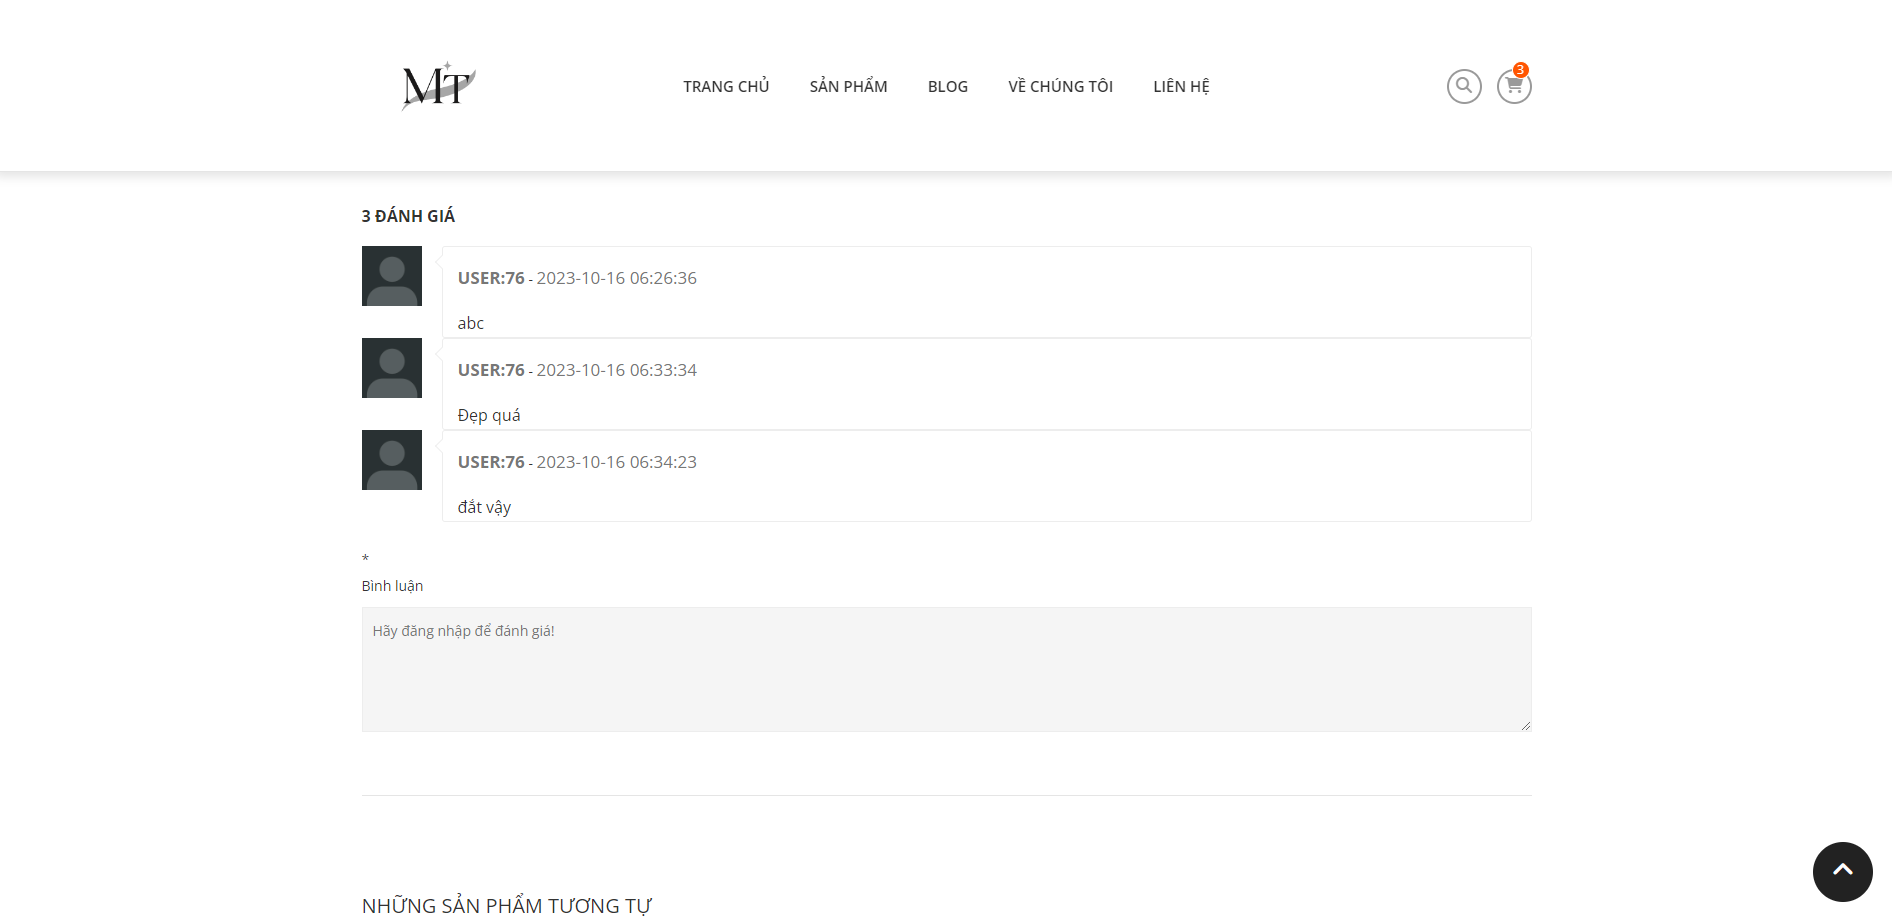 MT
TRANG CHỦ SẢN PHẨM BLOG VỀ CHÚNG TÔI LIÊN HỆ
3
3 ĐÁNH GIÁ
USER:76 - 2023-10-16 06:26:36
abc
USER:76 - 2023-10-16 06:33:34
Đẹp quá
USER:76 - 2023-10-16 06:34:23
đắt vậy
*
Bình luận
Hãy đăng nhập để đánh giá!
NHỮNG SẢN PHẨM TƯƠNG TỰ